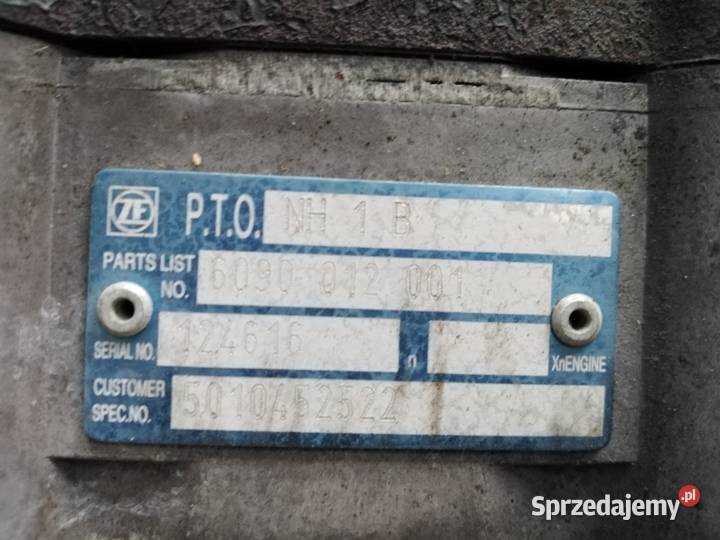 ZF P.T.O. NH 1 B
PARTS LIST NO. 6090 012 001
SERIAL NO. 124616 n XnENGINE
CUSTOMER SPEC.NO. 5010452522
Sprzedajemy.pl